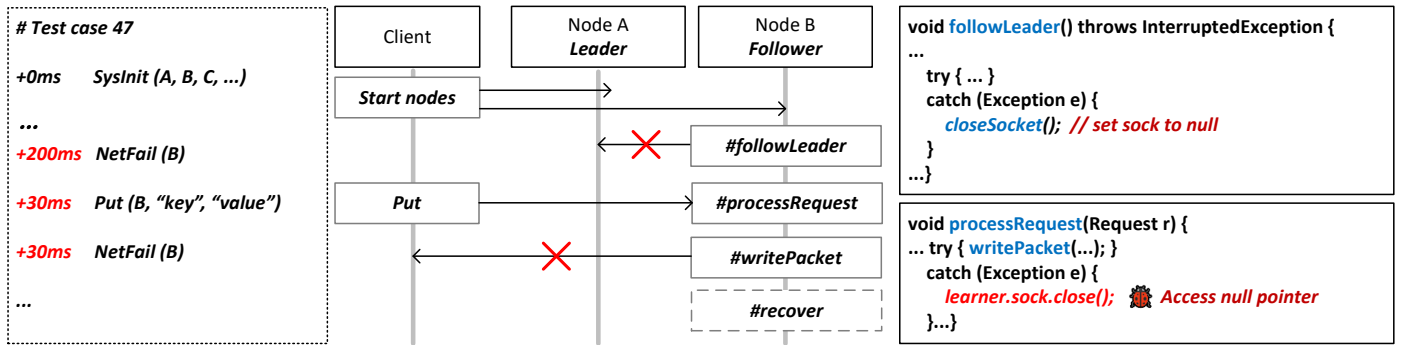 # Test case 47
+0ms SysInit (A, B, C, ...)
...
+200ms NetFail (B)
+30ms Put (B, “key”, “value”)
+30ms NetFail (B)
...
Client
Node A
Leader
Node B
Follower
Start nodes
#followLeader
Put
#processRequest
#writePacket
#recover
void followLeader() throws InterruptedException {
...
try { ... }
catch (Exception e) {
closeSocket(); // set sock to null
}
...}
void processRequest(Request r) {
... try { writePacket(...); }
catch (Exception e) {
learner.sock.close(); Access null pointer
}...}